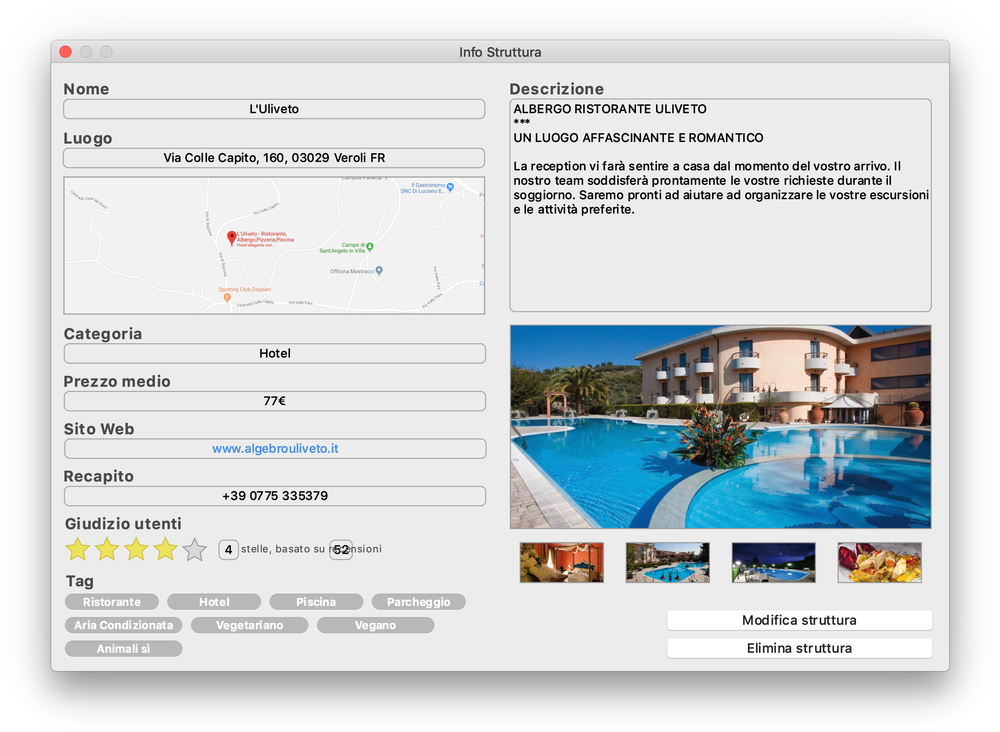 Info Struttura
Nome
L'Uliveto
Luogo
Via Colle Capito, 160, 03029 Veroli FR
Campoli Panetta
Il Gastronomo
SNC Di Luciano E...
Contrada Cona dei Greci
Via di Soprone
Via Colle Capito
L'Uliveto - Ristorante,
Albergo,Pizzeria,Piscina
Hotel elegante con...
Campo di
Sant'Angelo in Villa
Via di Soprone
Officina Mastracci
Via Valle Para
Sporting Club Zeppieri
Contrada Colle Capito
Via Valle Para
Via Valle Para
Categoria
Hotel
Prezzo medio
77€
Sito Web
www.algebrouliveto.it
Recapito
+39 0775 335379
Giudizio utenti
4 stelle, basato su 52 recensioni
Tag
Ristorante
Hotel
Piscina
Parcheggio
Aria Condizionata
Vegetariano
Vegano
Animali sì
Descrizione
ALBERGO RISTORANTE ULIVETO
***
UN LUOGO AFFASCINANTE E ROMANTICO
La reception vi farà sentire a casa dal momento del vostro arrivo. Il
nostro team soddisferà prontamente le vostre richieste durante il
soggiorno. Saremo pronti ad aiutare ad organizzare le vostre escursioni
e le attività preferite.
Modifica struttura
Elimina struttura